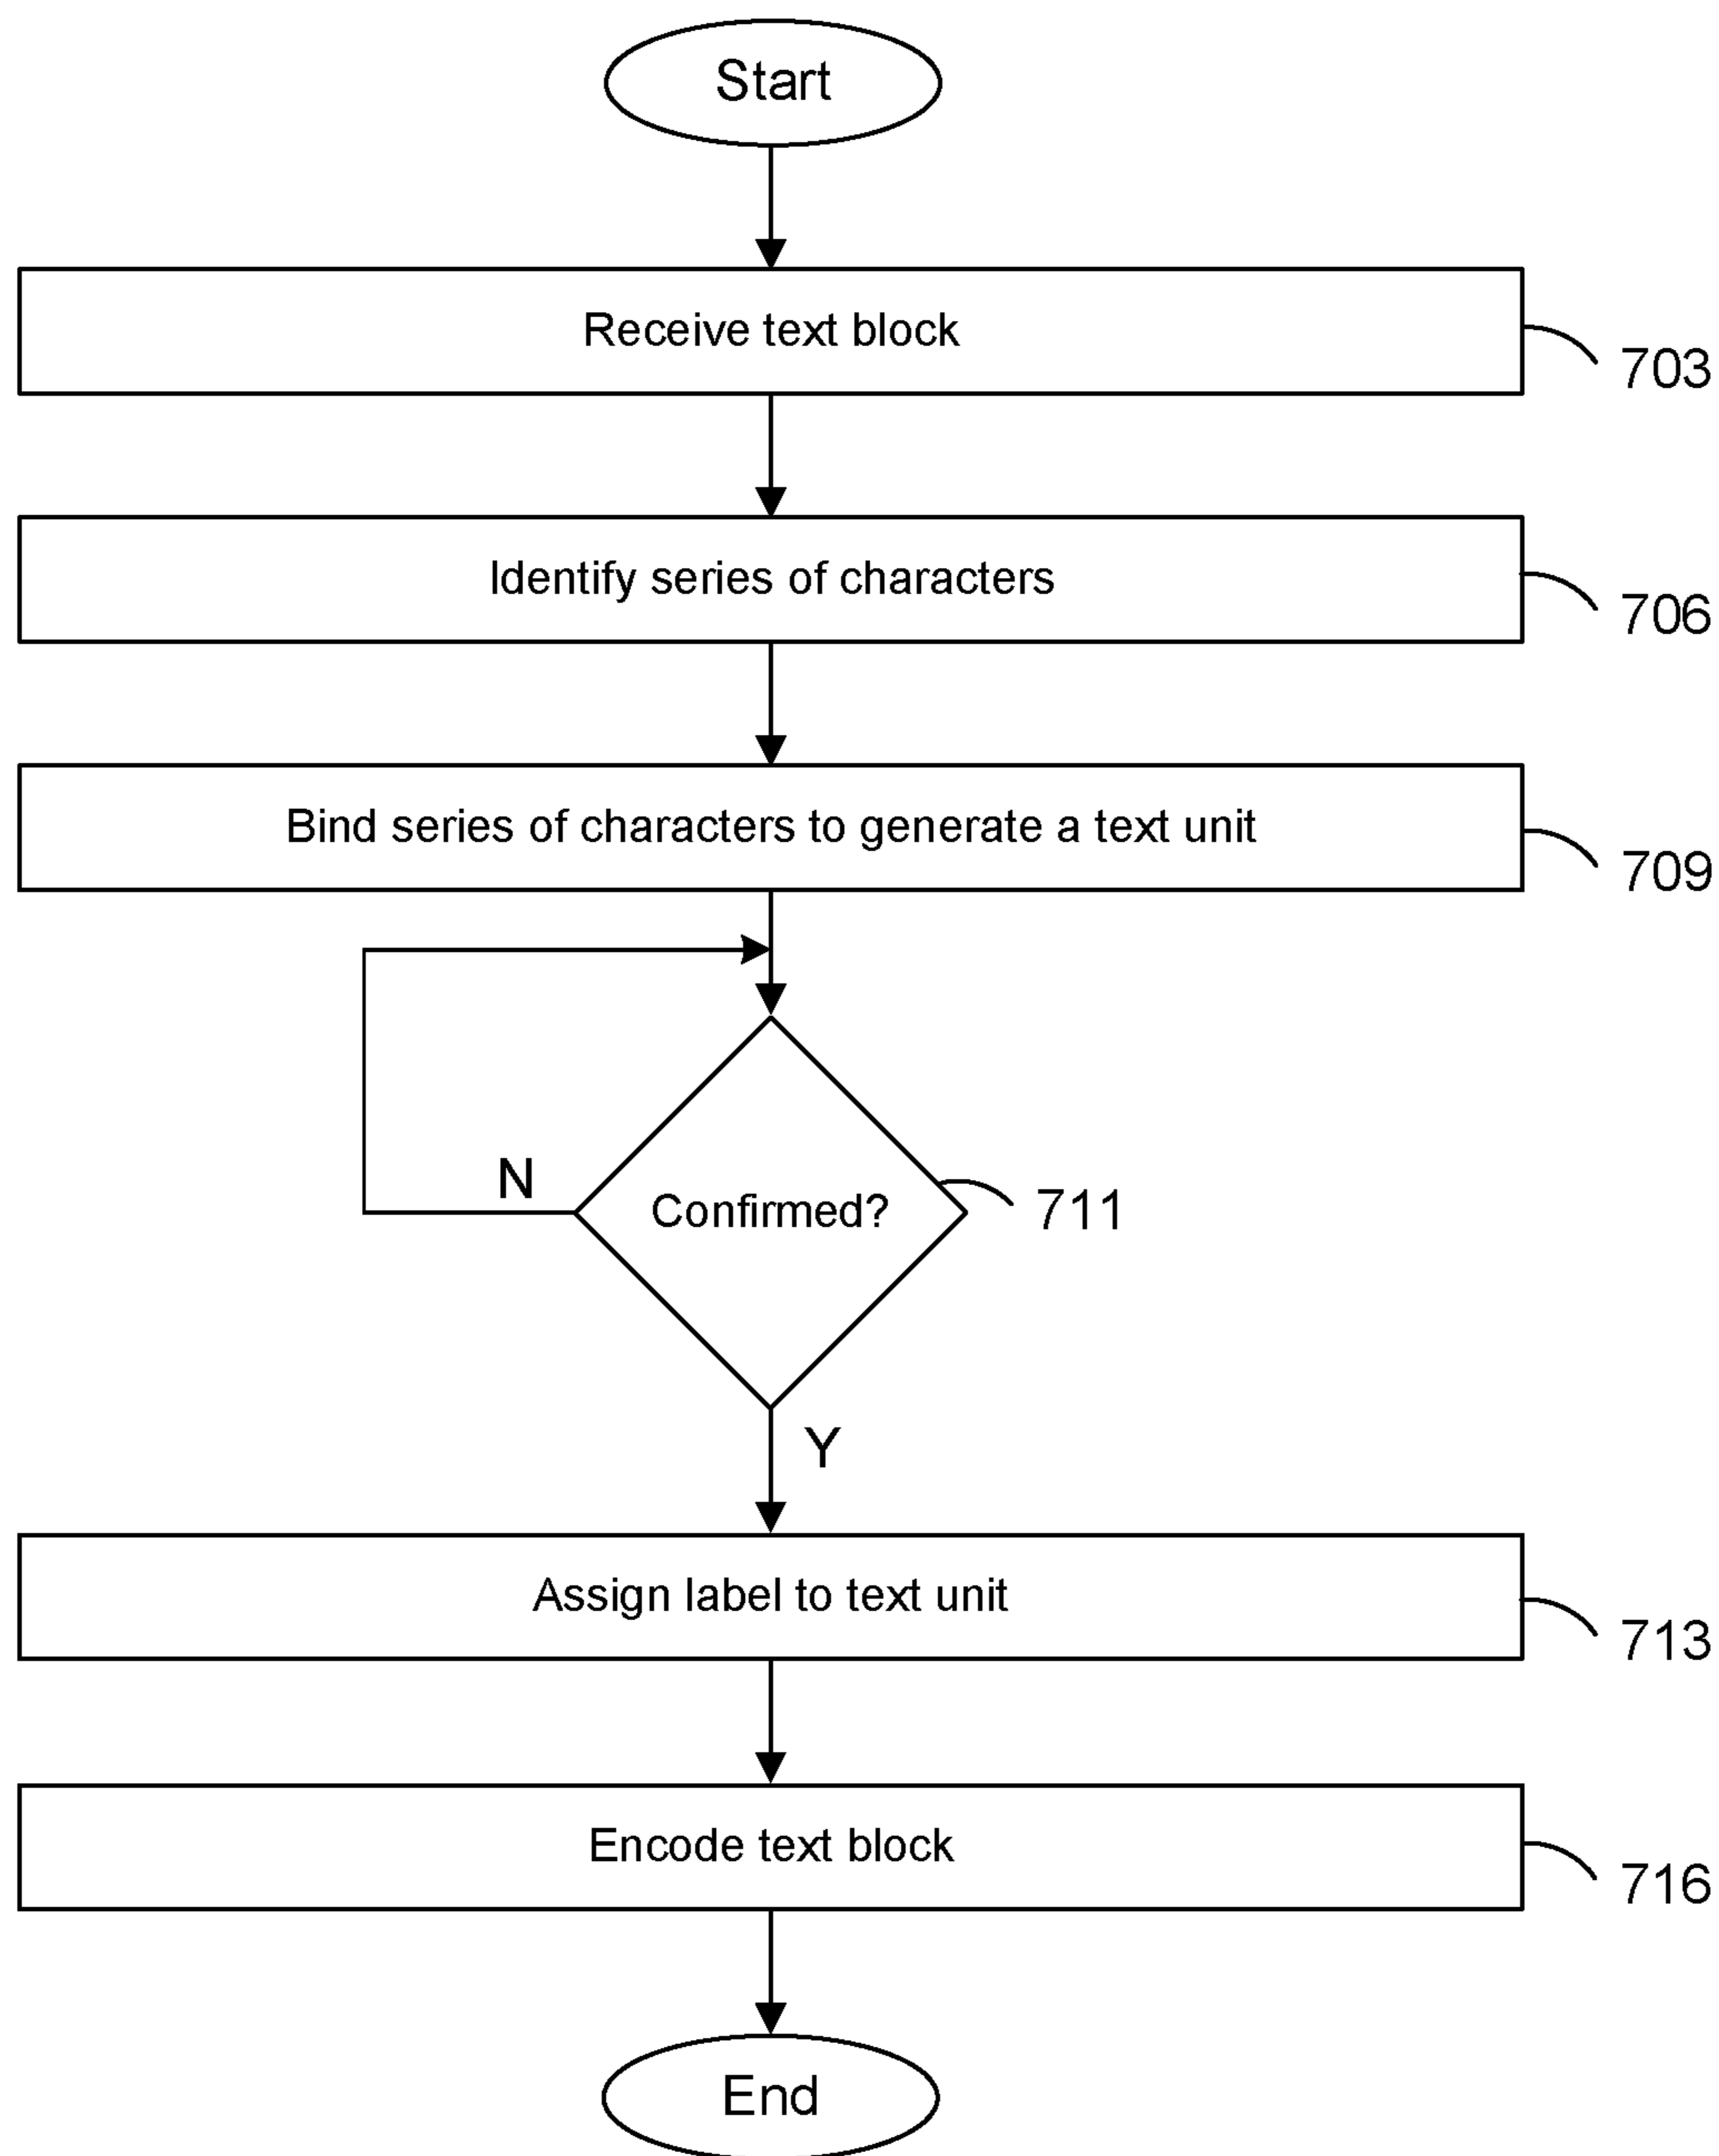 Start
Receive text block
703
Identify series of characters
706
Bind series of characters to generate a text unit
709
N
Confirmed?
711
Y
Assign label to text unit
713
Encode text block
716
End